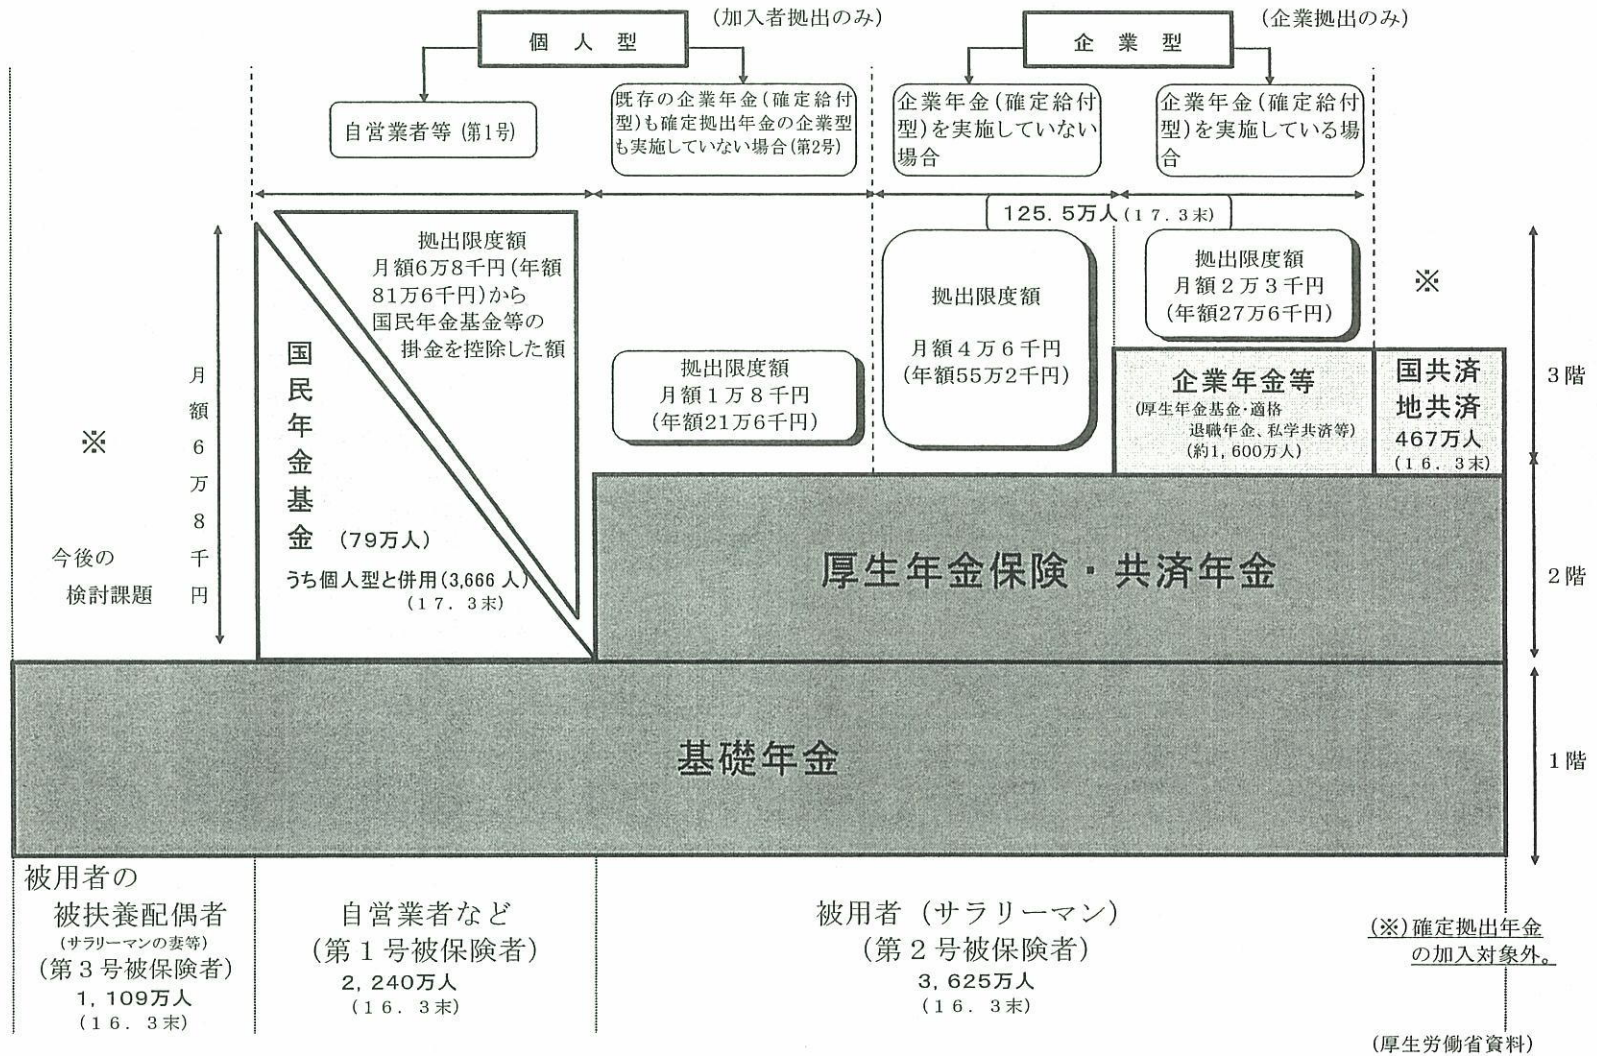 個人型
(加入者拠出のみ)
企業型
(企業拠出のみ)
自営業者等(第1号)
既存の企業年金(確定給付
型)も確定拠出年金の企業型
も実施していない場合(第2号)
企業年金(確定給付
型)を実施していない
場合
企業年金(確定給付
型)を実施している場
合
125.5万人(17.3末)
拠出限度額
月額6万8千円(年額
81万6千円)から
国民年金基金等の
掛金を控除した額
拠出限度額
月額1万8千円
(年額21万6千円)
拠出限度額
月額4万6千円
(年額55万2千円)
拠出限度額
月額2万3千円
(年額27万6千円)
※
※
今後の
検討課題
月額6万8千円
国民年金基金
(79万人)
うち個人型と併用(3,666人)
(17.3末)
企業年金等
(厚生年金基金・適格
退職年金、私学共済等)
(約1,600万人)
国共済
地共済
467万人
(16.3末)
3階
厚生年金保険・共済年金
2階
基礎年金
1階
被用者の
被扶養配偶者
(サラリーマンの妻等)
(第3号被保険者)
1,109万人
(16.3末)
自営業者など
(第1号被保険者)
2,240万人
(16.3末)
被用者(サラリーマン)
(第2号被保険者)
3,625万人
(16.3末)
(※)確定拠出年金
の加入対象外。
(厚生労働省資料)